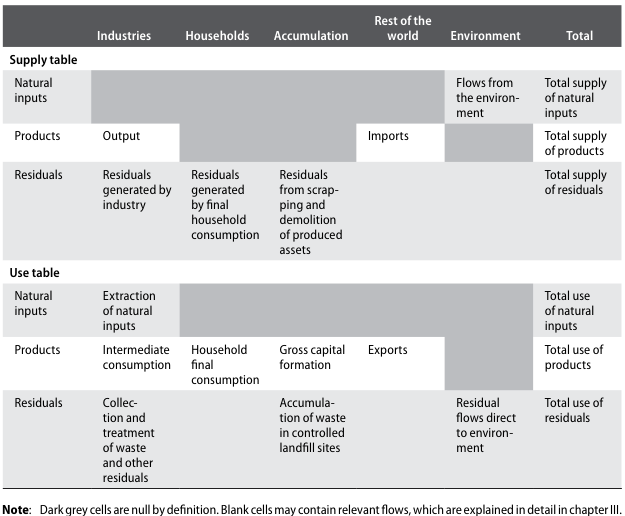 Industries Households Accumulation Rest of the world Environment Total
Supply table
Natural inputs Flows from the environ- ment Total supply of natural inputs
Products Output Imports Total supply of products
Residuals Residuals generated by industry Residuals generated by final household consumption Residuals from scrap- ping and demolition of produced assets Total supply of residuals
Use table
Natural inputs Extraction of natural inputs Total use of natural inputs
Products Intermediate consumption Household final consumption Gross capital formation Exports Total use of products
Residuals Collec- tion and treatment of waste and other residuals Accumula- tion of waste in controlled landfill sites Residual flows direct to environ- ment Total use of residuals
Note: Dark grey cells are null by definition. Blank cells may contain relevant flows, which are explained in detail in chapter III.